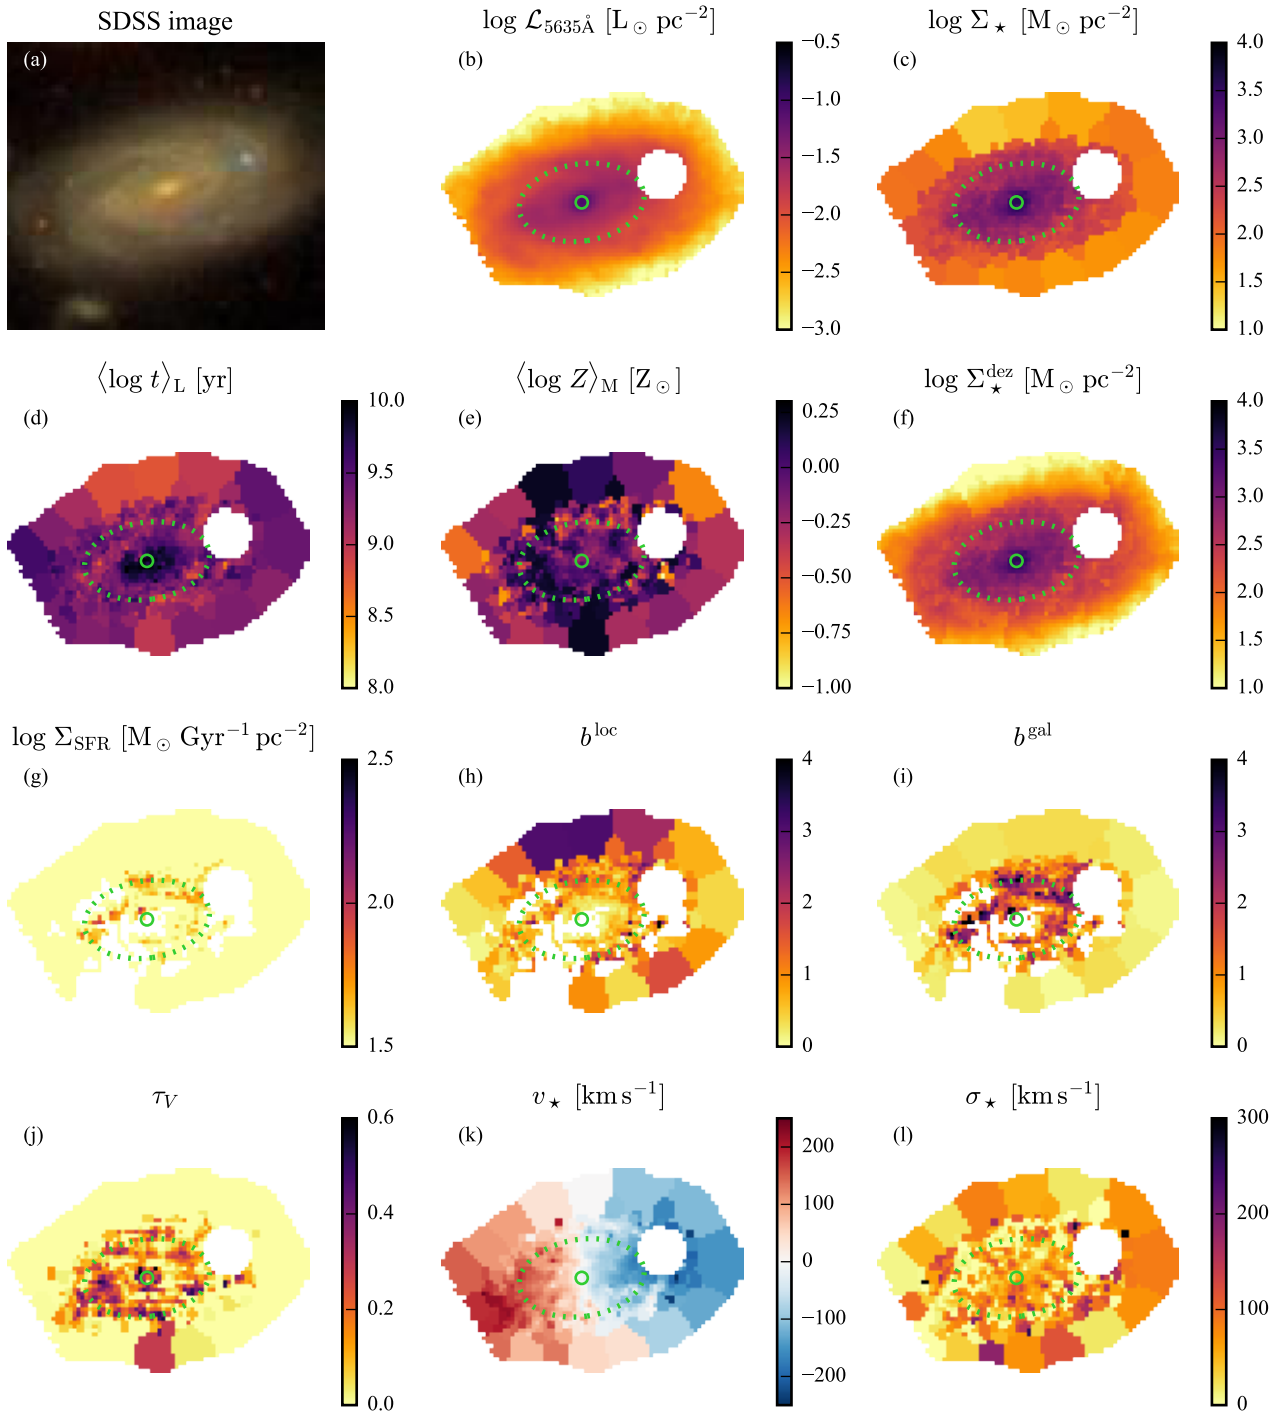 SDSS image
(a)
log ℒ₅₆₃₅Å [L⊙ pc⁻²]
(b)
−0.5
−1.0
−1.5
−2.0
−2.5
−3.0
log Σ⋆ [M⊙ pc⁻²]
(c)
4.0
3.5
3.0
2.5
2.0
1.5
1.0
⟨log t⟩L [yr]
(d)
10.0
9.5
9.0
8.5
8.0
⟨log Z⟩M [Z⊙]
(e)
0.25
0.00
−0.25
−0.50
−0.75
−1.00
log Σ⋆ᵈᵉᶻ [M⊙ pc⁻²]
(f)
4.0
3.5
3.0
2.5
2.0
1.5
1.0
log ΣSFR [M⊙ Gyr⁻¹ pc⁻²]
(g)
2.5
2.0
1.5
bˡᵒᶜ
(h)
4
3
2
1
0
bᵍᵃˡ
(i)
4
3
2
1
0
τV
(j)
0.6
0.4
0.2
0.0
v⋆ [km s⁻¹]
(k)
200
100
0
−100
−200
σ⋆ [km s⁻¹]
(l)
300
200
100
0